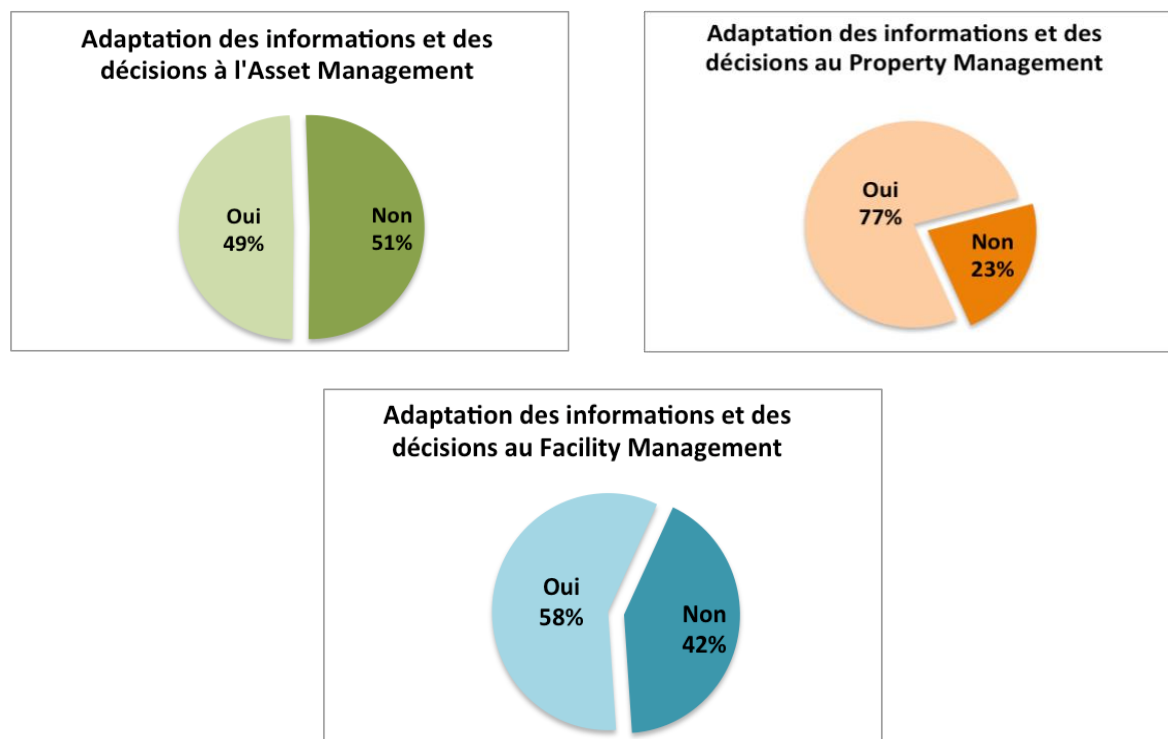 Adaptation des informations et des
décisions à l'Asset Management
Oui
49%
Non
51%
Adaptation des informations et des
décisions au Property Management
Oui
77%
Non
23%
Adaptation des informations et des
décisions au Facility Management
Oui
58%
Non
42%